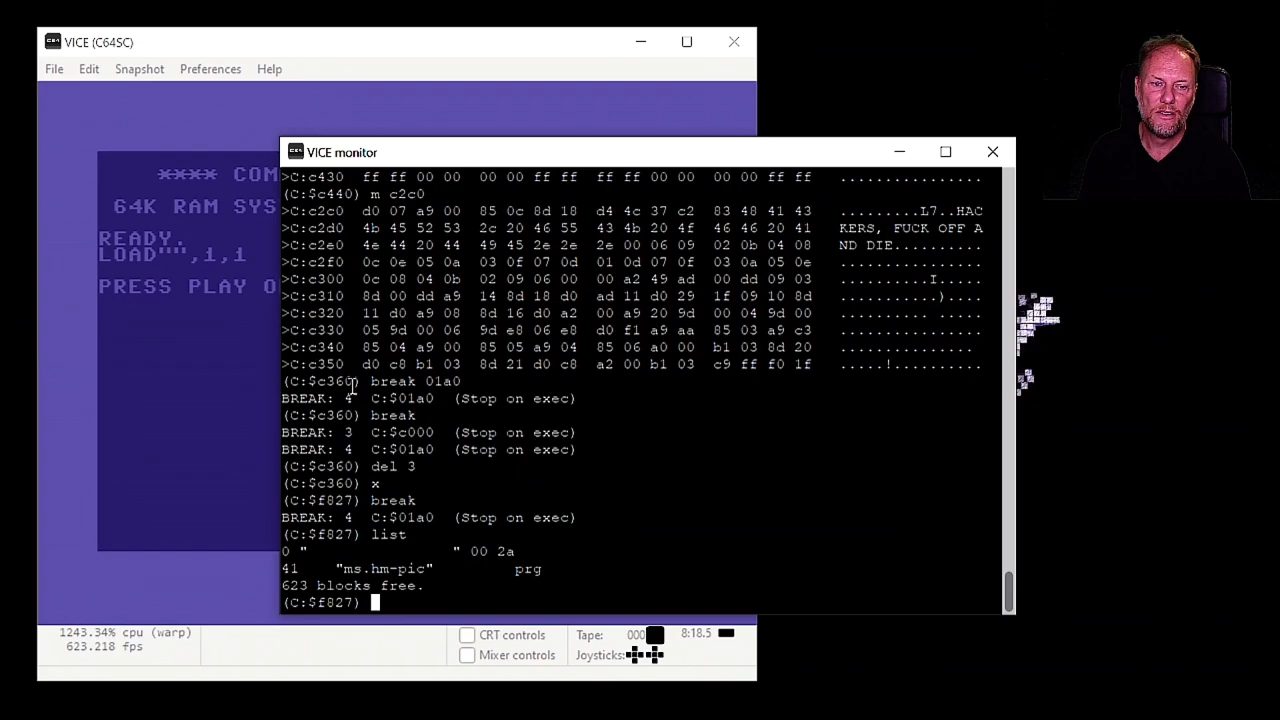 VICE (C64SC)
File Edit Snapshot Preferences Help
**** COM
64K RAM SYS
READY.
LOAD"",1,1
PRESS PLAY O
VICE monitor
>C:c430 ff ff 00 00 00 00 ff ff ff ff 00 00 00 00 ff ff ................
(C:$c440) m c2c0
>C:c2c0 d0 07 a9 00 85 0c 8d 18 d4 4c 37 c2 83 48 41 43 .........L7..HAC
>C:c2d0 4b 45 52 53 2c 20 46 55 43 4b 20 4f 46 46 20 41 KERS, FUCK OFF A
>C:c2e0 4e 44 20 44 49 45 2e 2e 2e 00 06 09 02 0b 04 08 ND DIE..........
>C:c2f0 0c 0e 05 0a 03 0f 07 0d 01 0d 07 0f 03 0a 05 0e ................
>C:c300 0c 08 04 0b 02 09 06 00 00 a2 49 ad 00 dd 09 03 ..........I.....
>C:c310 8d 00 dd a9 14 8d 18 d0 ad 11 d0 29 1f 09 10 8d ...........)....
>C:c320 11 d0 a9 08 8d 16 d0 a2 00 a9 20 9d 00 04 9d 00 .......... .....
>C:c330 05 9d 00 06 9d e8 06 e8 d0 f1 a9 aa 85 03 a9 c3 ................
>C:c340 85 04 a9 00 85 05 a9 04 85 06 a0 00 b1 03 8d 20 ...............
>C:c350 d0 c8 b1 03 8d 21 d0 c8 a2 00 b1 03 c9 ff f0 1f .....!..........
(C:$c360) break 01a0
BREAK: 4 C:$01a0 (Stop on exec)
(C:$c360) break
BREAK: 3 C:$c000 (Stop on exec)
BREAK: 4 C:$01a0 (Stop on exec)
(C:$c360) del 3
(C:$c360) x
(C:$f827) break
BREAK: 4 C:$01a0 (Stop on exec)
(C:$f827) list
0 " " 00 2a
41 "ms.hm-pic" prg
623 blocks free.
(C:$f827)
1243.34% cpu (warp)
623.218 fps
CRT controls
Mixer controls
Tape: 000
Joysticks:
8:18.5